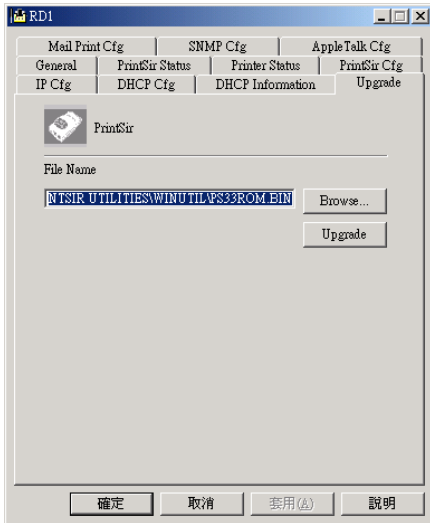 RD1
Mail Print Cfg SNMP Cfg AppleTalk Cfg
General PrintSir Status Printer Status PrintSir Cfg
IP Cfg DHCP Cfg DHCP Information Upgrade
PrintSir
File Name
NTSIR UTILITIES\WINUTIL\PS33ROM.BIN Browse...
Upgrade
確定 取消 套用(A) 說明